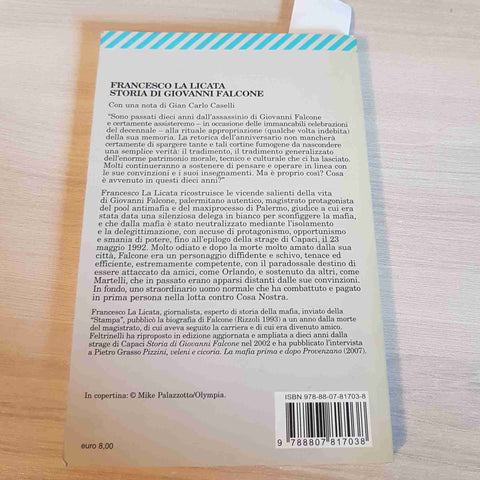 FRANCESCO LA LICATA
STORIA DI GIOVANNI FALCONE
Con una nota di Gian Carlo Caselli
"Sono passati dieci anni dall'assassinio di Giovanni Falcone
e certamente assisteremo – in occasione delle immancabili celebrazioni
del decennale – alla rituale appropriazione (qualche volta indebita)
della sua memoria. La retorica dell'anniversario non mancherà
certamente di spargere tante e tali cortine fumogene da nascondere
una semplice verità: il tradimento, il tradimento generalizzato
dell'enorme patrimonio morale, tecnico e culturale che ci ha lasciato.
Molti continueranno a sostenere di pensare e operare in linea con
le sue convinzioni e i suoi insegnamenti. Ma è proprio così? Cosa
è avvenuto in questi dieci anni?"
Francesco La Licata ricostruisce le vicende salienti della vita
di Giovanni Falcone, palermitano autentico, magistrato protagonista
del pool antimafia e del maxiprocesso di Palermo, giudice a cui era
stata data una silenziosa delega in bianco per sconfiggere la mafia,
e che dalla mafia è stato neutralizzato mediante l'isolamento
e la delegittimazione, con accuse di protagonismo, opportunismo
e smania di potere, fino all'epilogo della strage di Capaci, il 23
maggio 1992. Molto odiato e dopo la morte molto amato dalla sua
città, Falcone era un personaggio diffidente e schivo, tenace ed
efficiente, estremamente competente, con il paradossale destino di
essere attaccato da amici, come Orlando, e sostenuto da altri, come
Martelli, che in passato erano apparsi distanti dalle sue convinzioni.
In fondo, uno straordinario uomo normale che ha combattuto e pagato
in prima persona nella lotta contro Cosa Nostra.
Francesco La Licata, giornalista, esperto di storia della mafia, inviato della
"Stampa", pubblicò la biografia di Falcone (Rizzoli 1993) a un anno dalla morte
del magistrato, di cui aveva seguito la carriera e di cui era divenuto amico.
Feltrinelli ha riproposto in edizione aggiornata e ampliata a dieci anni dalla
strage di Capaci Storia di Giovanni Falcone nel 2002 e ha pubblicato l'intervista
a Pietro Grasso Pizzini, veleni e cicoria. La mafia prima e dopo Provenzano (2007).
In copertina: © Mike Palazzotto/Olympia.
ISBN 978-88-07-81703-8
9 788807 817038
euro 8,00